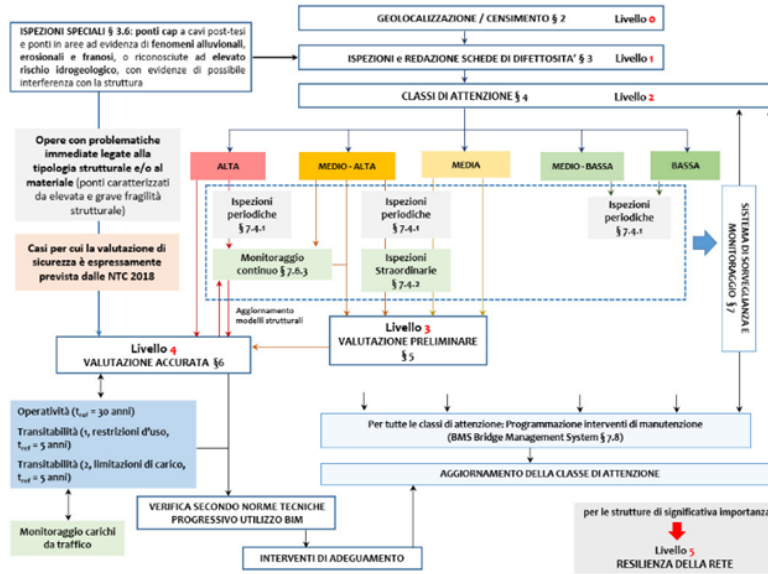 ISPEZIONI SPECIALI § 3.6: ponti cap a cavi post-tesi
e ponti in aree ad evidenza di fenomeni alluvionali,
erosionali e franosi, o riconosciute ad elevato
rischio idrogeologico, con evidenze di possibile
interferenza con la struttura
GEOLOCALIZZAZIONE / CENSIMENTO § 2 Livello 0
ISPEZIONI e REDAZIONE SCHEDE DI DIFETTOSITA' § 3 Livello 1
CLASSI DI ATTENZIONE § 4 Livello 2
Opere con problematiche
immediate legate alla
tipologia strutturale e/o al
materiale (ponti caratterizzati
da elevata e grave fragilità
strutturale)
Casi per cui la valutazione di
sicurezza è espressamente
prevista dalle NTC 2018
ALTA
MEDIO - ALTA
MEDIA
MEDIO - BASSA
BASSA
Ispezioni
periodiche
§ 7.4.1
Ispezioni
periodiche
§ 7.4.1
Ispezioni
periodiche
§ 7.4.1
Monitoraggio
continuo § 7.6.3
Ispezioni
Straordinarie
§ 7.4.2
SISTEMA DI SORVEGLIANZA E
MONITORAGGIO § 7
Aggiornamento
modelli strutturali
Livello 4
VALUTAZIONE ACCURATA §6
Livello 3
VALUTAZIONE PRELIMINARE
§ 5
Operatività (tref = 30 anni)
Transitabilità (1, restrizioni d'uso,
tref = 5 anni)
Transitabilità (2, limitazioni di carico,
tref = 5 anni)
Monitoraggio carichi
da traffico
Per tutte le classi di attenzione: Programmazione interventi di manutenzione
(BMS Bridge Management System § 7.8)
AGGIORNAMENTO DELLA CLASSE DI ATTENZIONE
VERIFICA SECONDO NORME TECNICHE
PROGRESSIVO UTILIZZO BIM
INTERVENTI DI ADEGUAMENTO
per le strutture di significativa importanza
Livello 5
RESILIENZA DELLA RETE